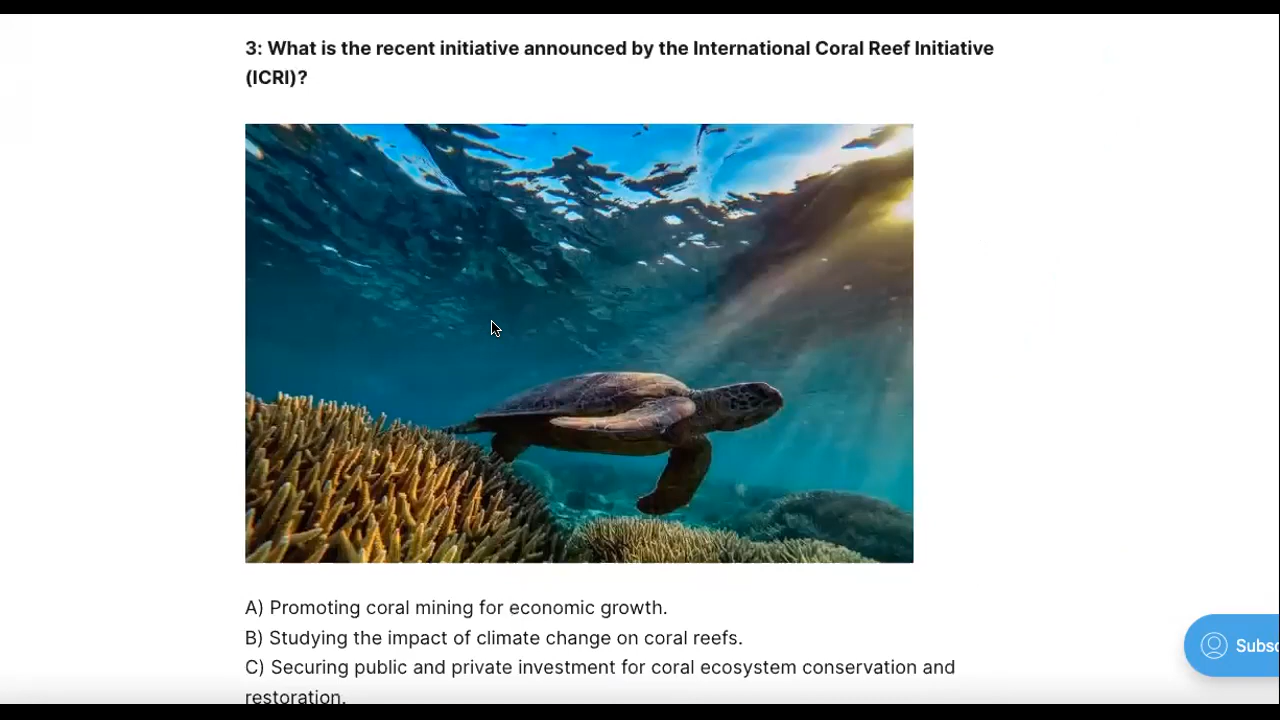 3: What is the recent initiative announced by the International Coral Reef Initiative
(ICRI)?
A) Promoting coral mining for economic growth.
B) Studying the impact of climate change on coral reefs.
C) Securing public and private investment for coral ecosystem conservation and
restoration.